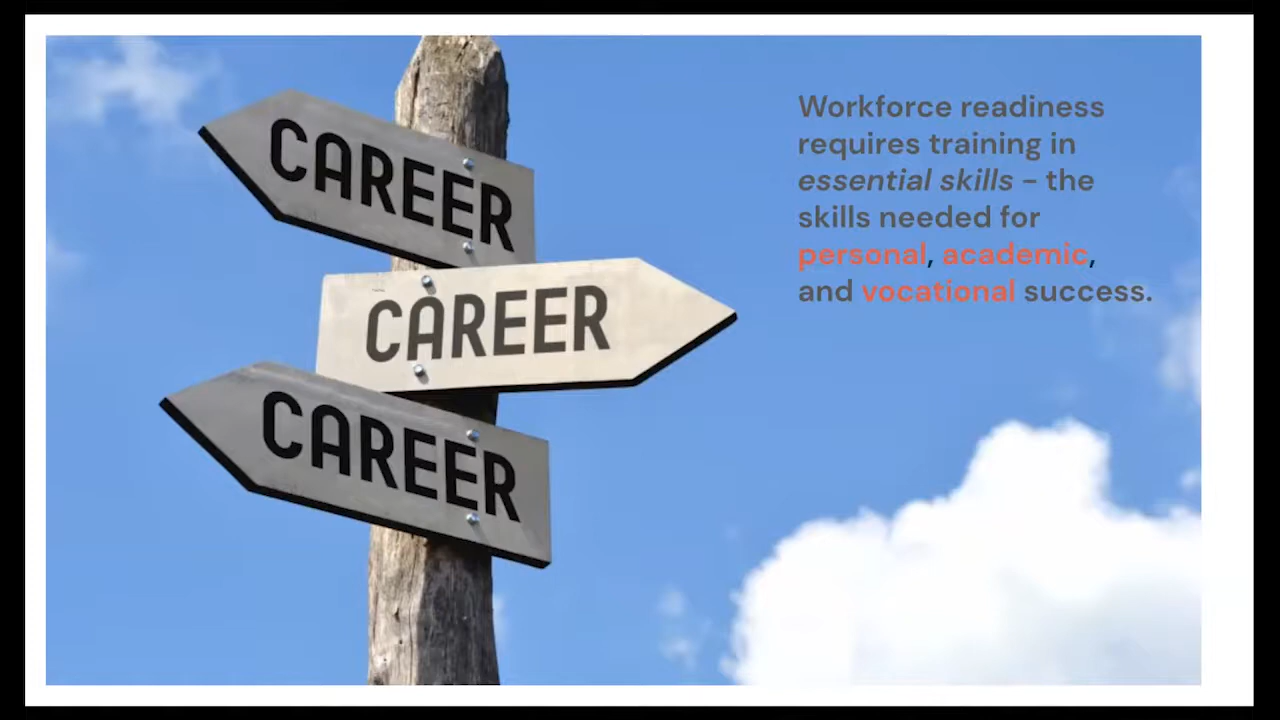 CAREER
CAREER
CAREER
Workforce readiness
requires training in
essential skills – the
skills needed for
personal, academic,
and vocational success.